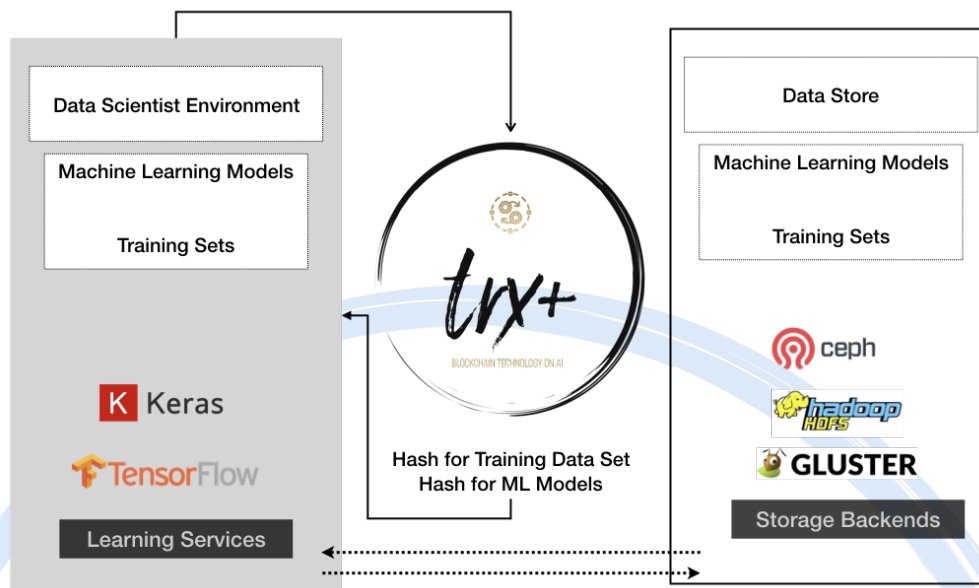 Data Scientist Environment
Machine Learning Models
Training Sets
K Keras
TensorFlow
Learning Services
trx+
BLOCKCHAIN TECHNOLOGY ON AI
Hash for Training Data Set
Hash for ML Models
Data Store
Machine Learning Models
Training Sets
ceph
hadoop
HDFS
GLUSTER
Storage Backends